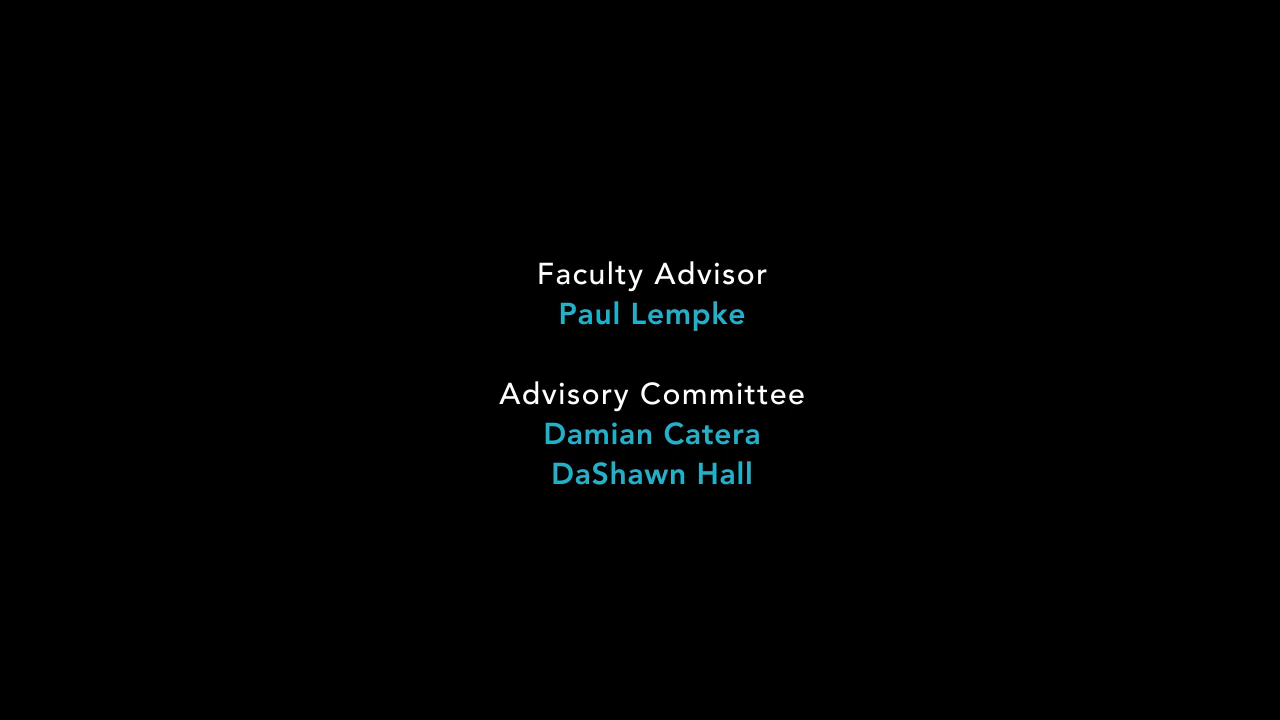 Faculty Advisor
Paul Lempke
Advisory Committee
Damian Catera
DaShawn Hall